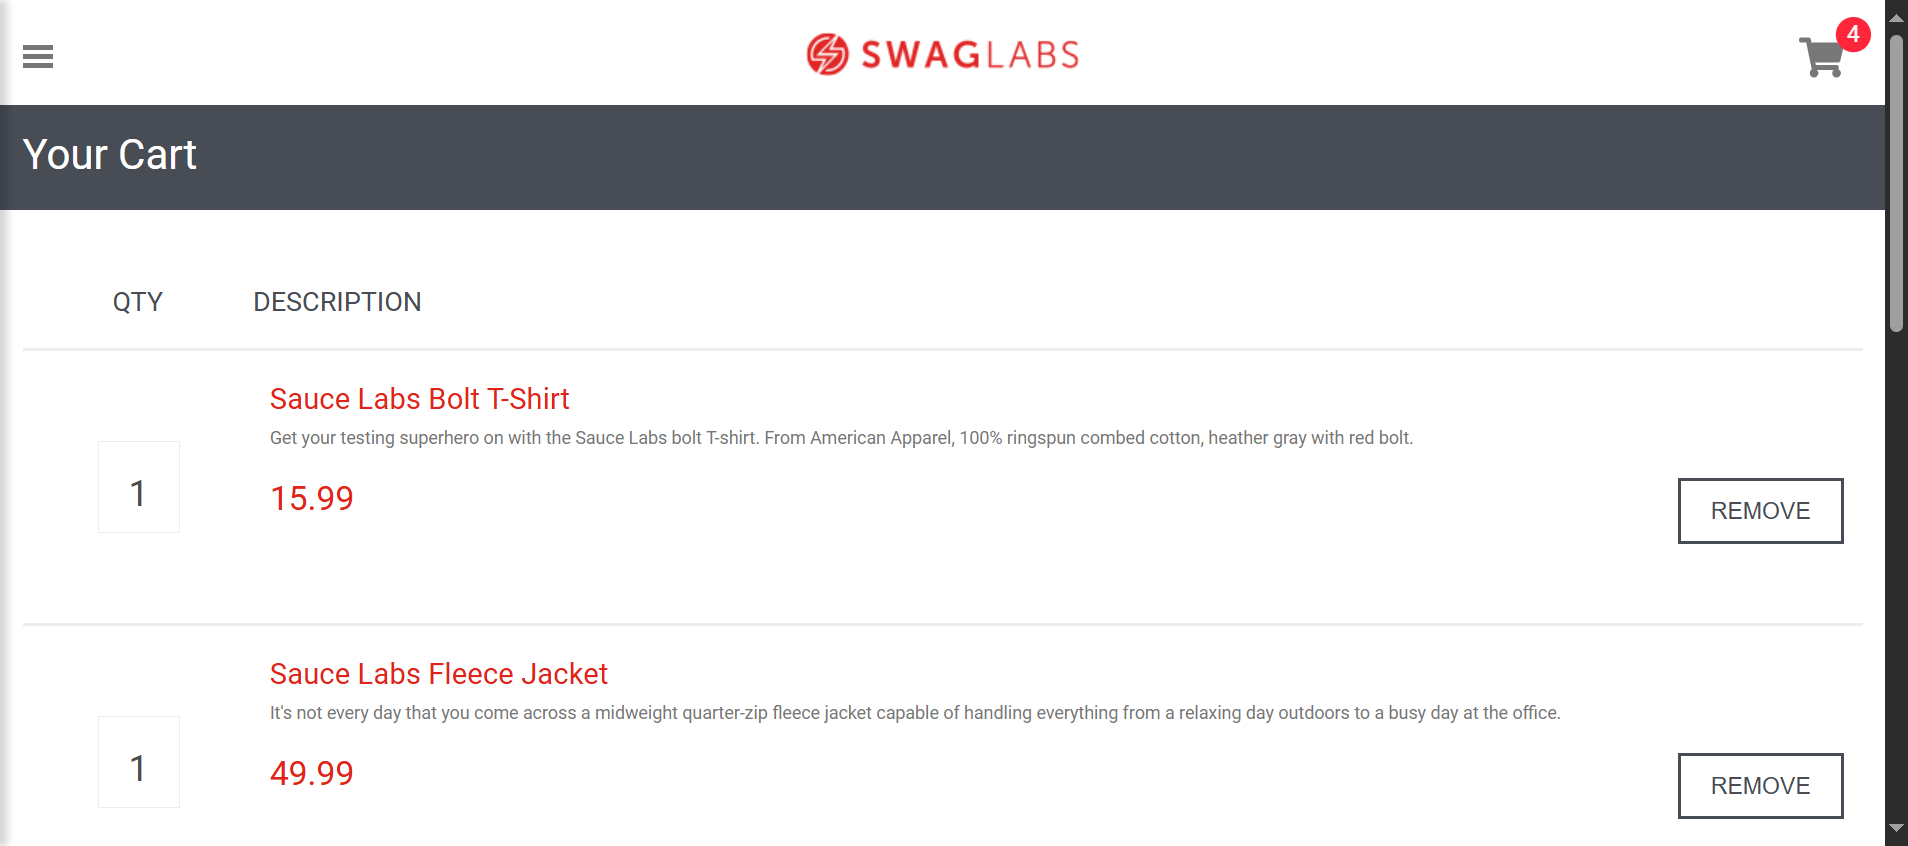 SWAGLABS
4
Your Cart
QTY DESCRIPTION
Sauce Labs Bolt T-Shirt
Get your testing superhero on with the Sauce Labs bolt T-shirt. From American Apparel, 100% ringspun combed cotton, heather gray with red bolt.
1
15.99
REMOVE
Sauce Labs Fleece Jacket
It's not every day that you come across a midweight quarter-zip fleece jacket capable of handling everything from a relaxing day outdoors to a busy day at the office.
1
49.99
REMOVE